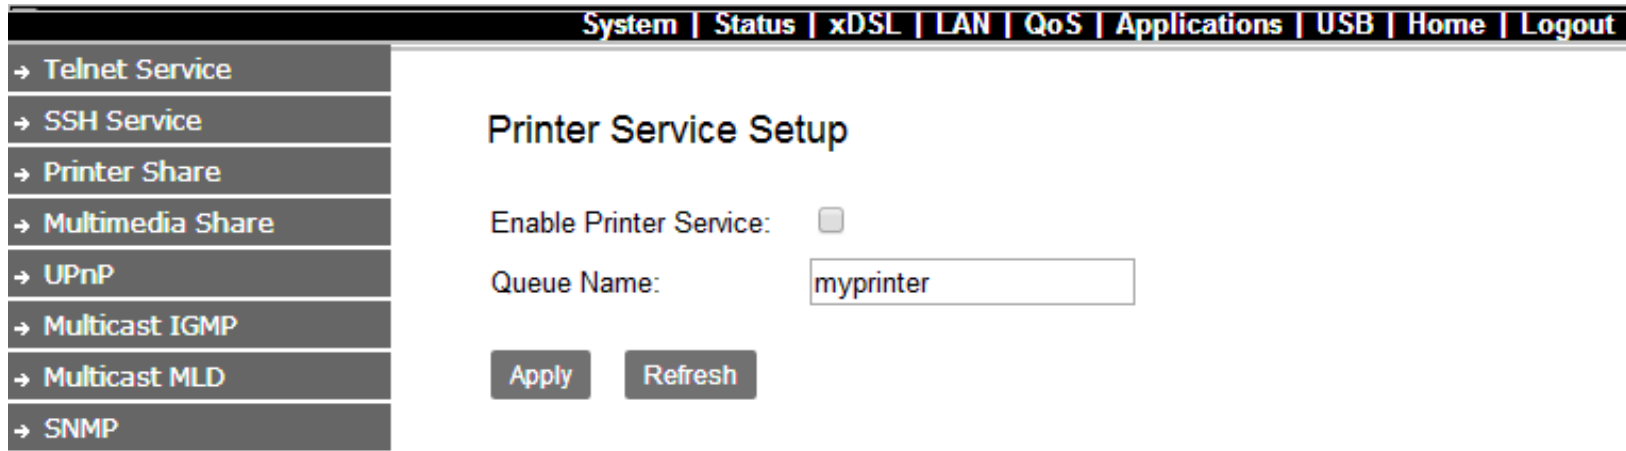 System | Status | xDSL | LAN | QoS | Applications | USB | Home | Logout
Telnet Service
SSH Service
Printer Share
Multimedia Share
UPnP
Multicast IGMP
Multicast MLD
SNMP
Printer Service Setup
Enable Printer Service:
Queue Name: myprinter
Apply Refresh